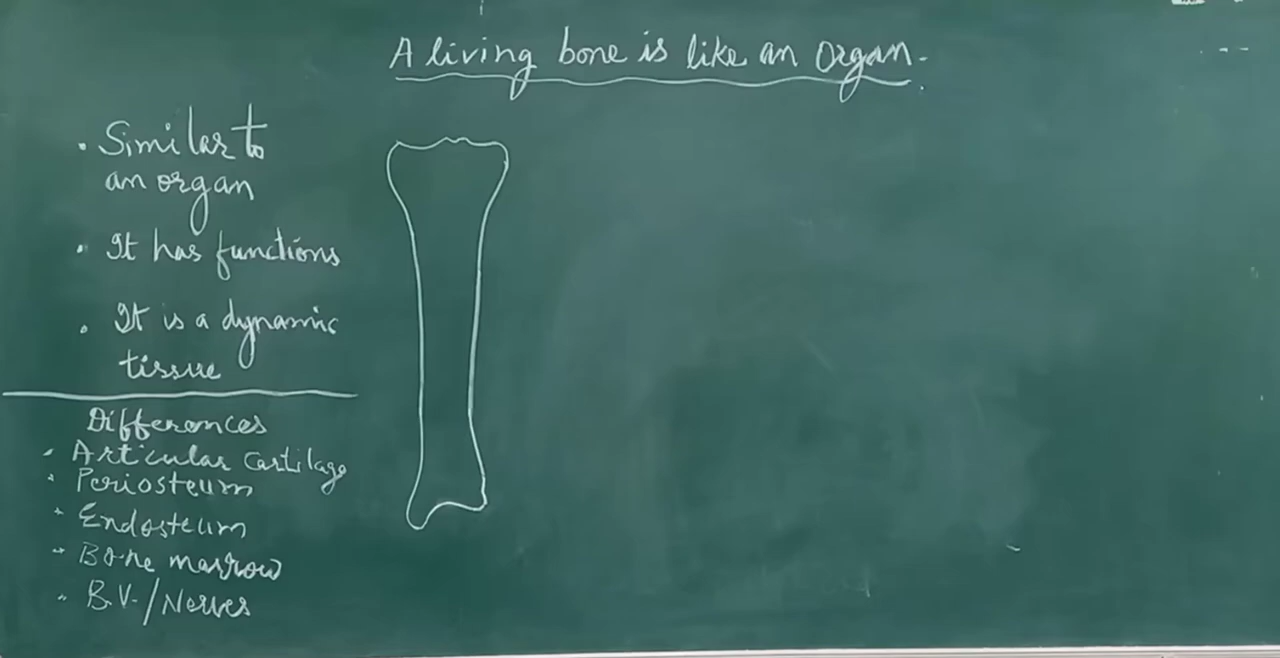 A living bone is like an organ.
• Similar to
an organ
• It has functions
• It is a dynamic
tissue
Differences
• Articular cartilage
• Periosteum
• Endosteum
• Bone marrow
• B.V./Nerves